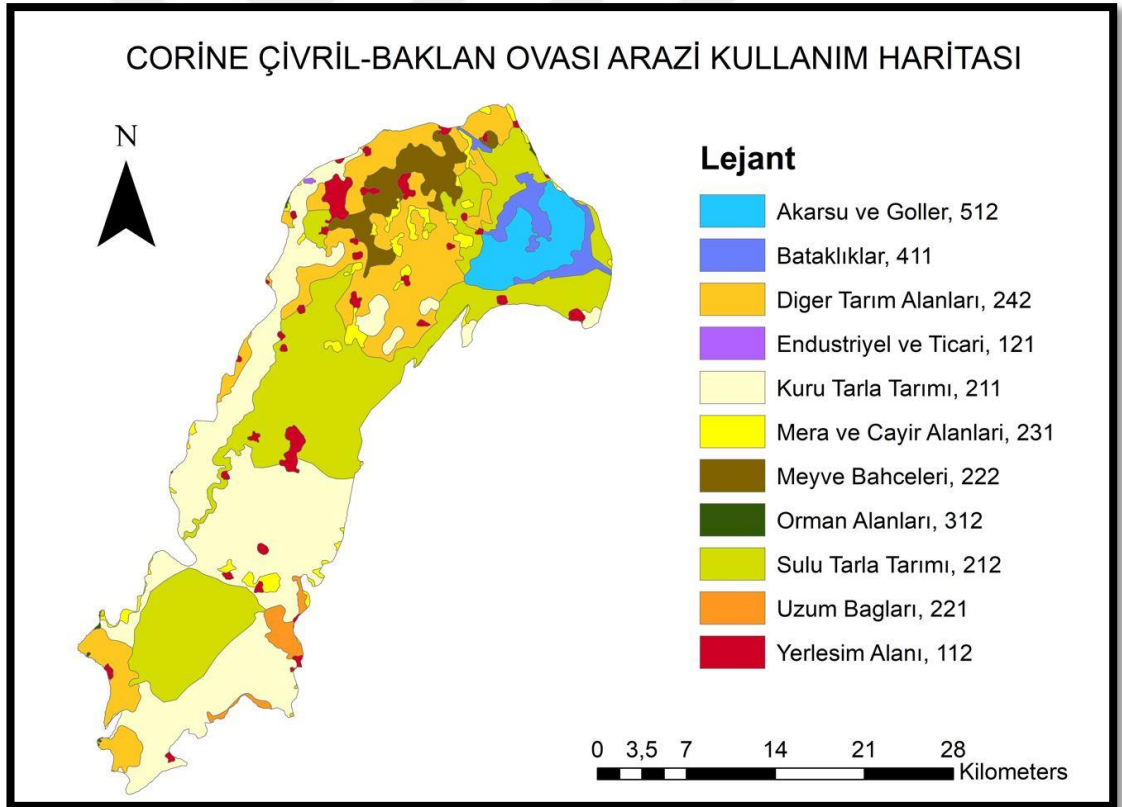 CORİNE ÇİVRİL-BAKLAN OVASI ARAZİ KULLANIM HARİTASI
N
Lejant
Akarsu ve Goller, 512
Bataklıklar, 411
Diger Tarım Alanları, 242
Endustriyel ve Ticari, 121
Kuru Tarla Tarımı, 211
Mera ve Cayir Alanlari, 231
Meyve Bahceleri, 222
Orman Alanları, 312
Sulu Tarla Tarımı, 212
Uzum Bagları, 221
Yerlesim Alanı, 112
0 3,5 7 14 21 28
Kilometers